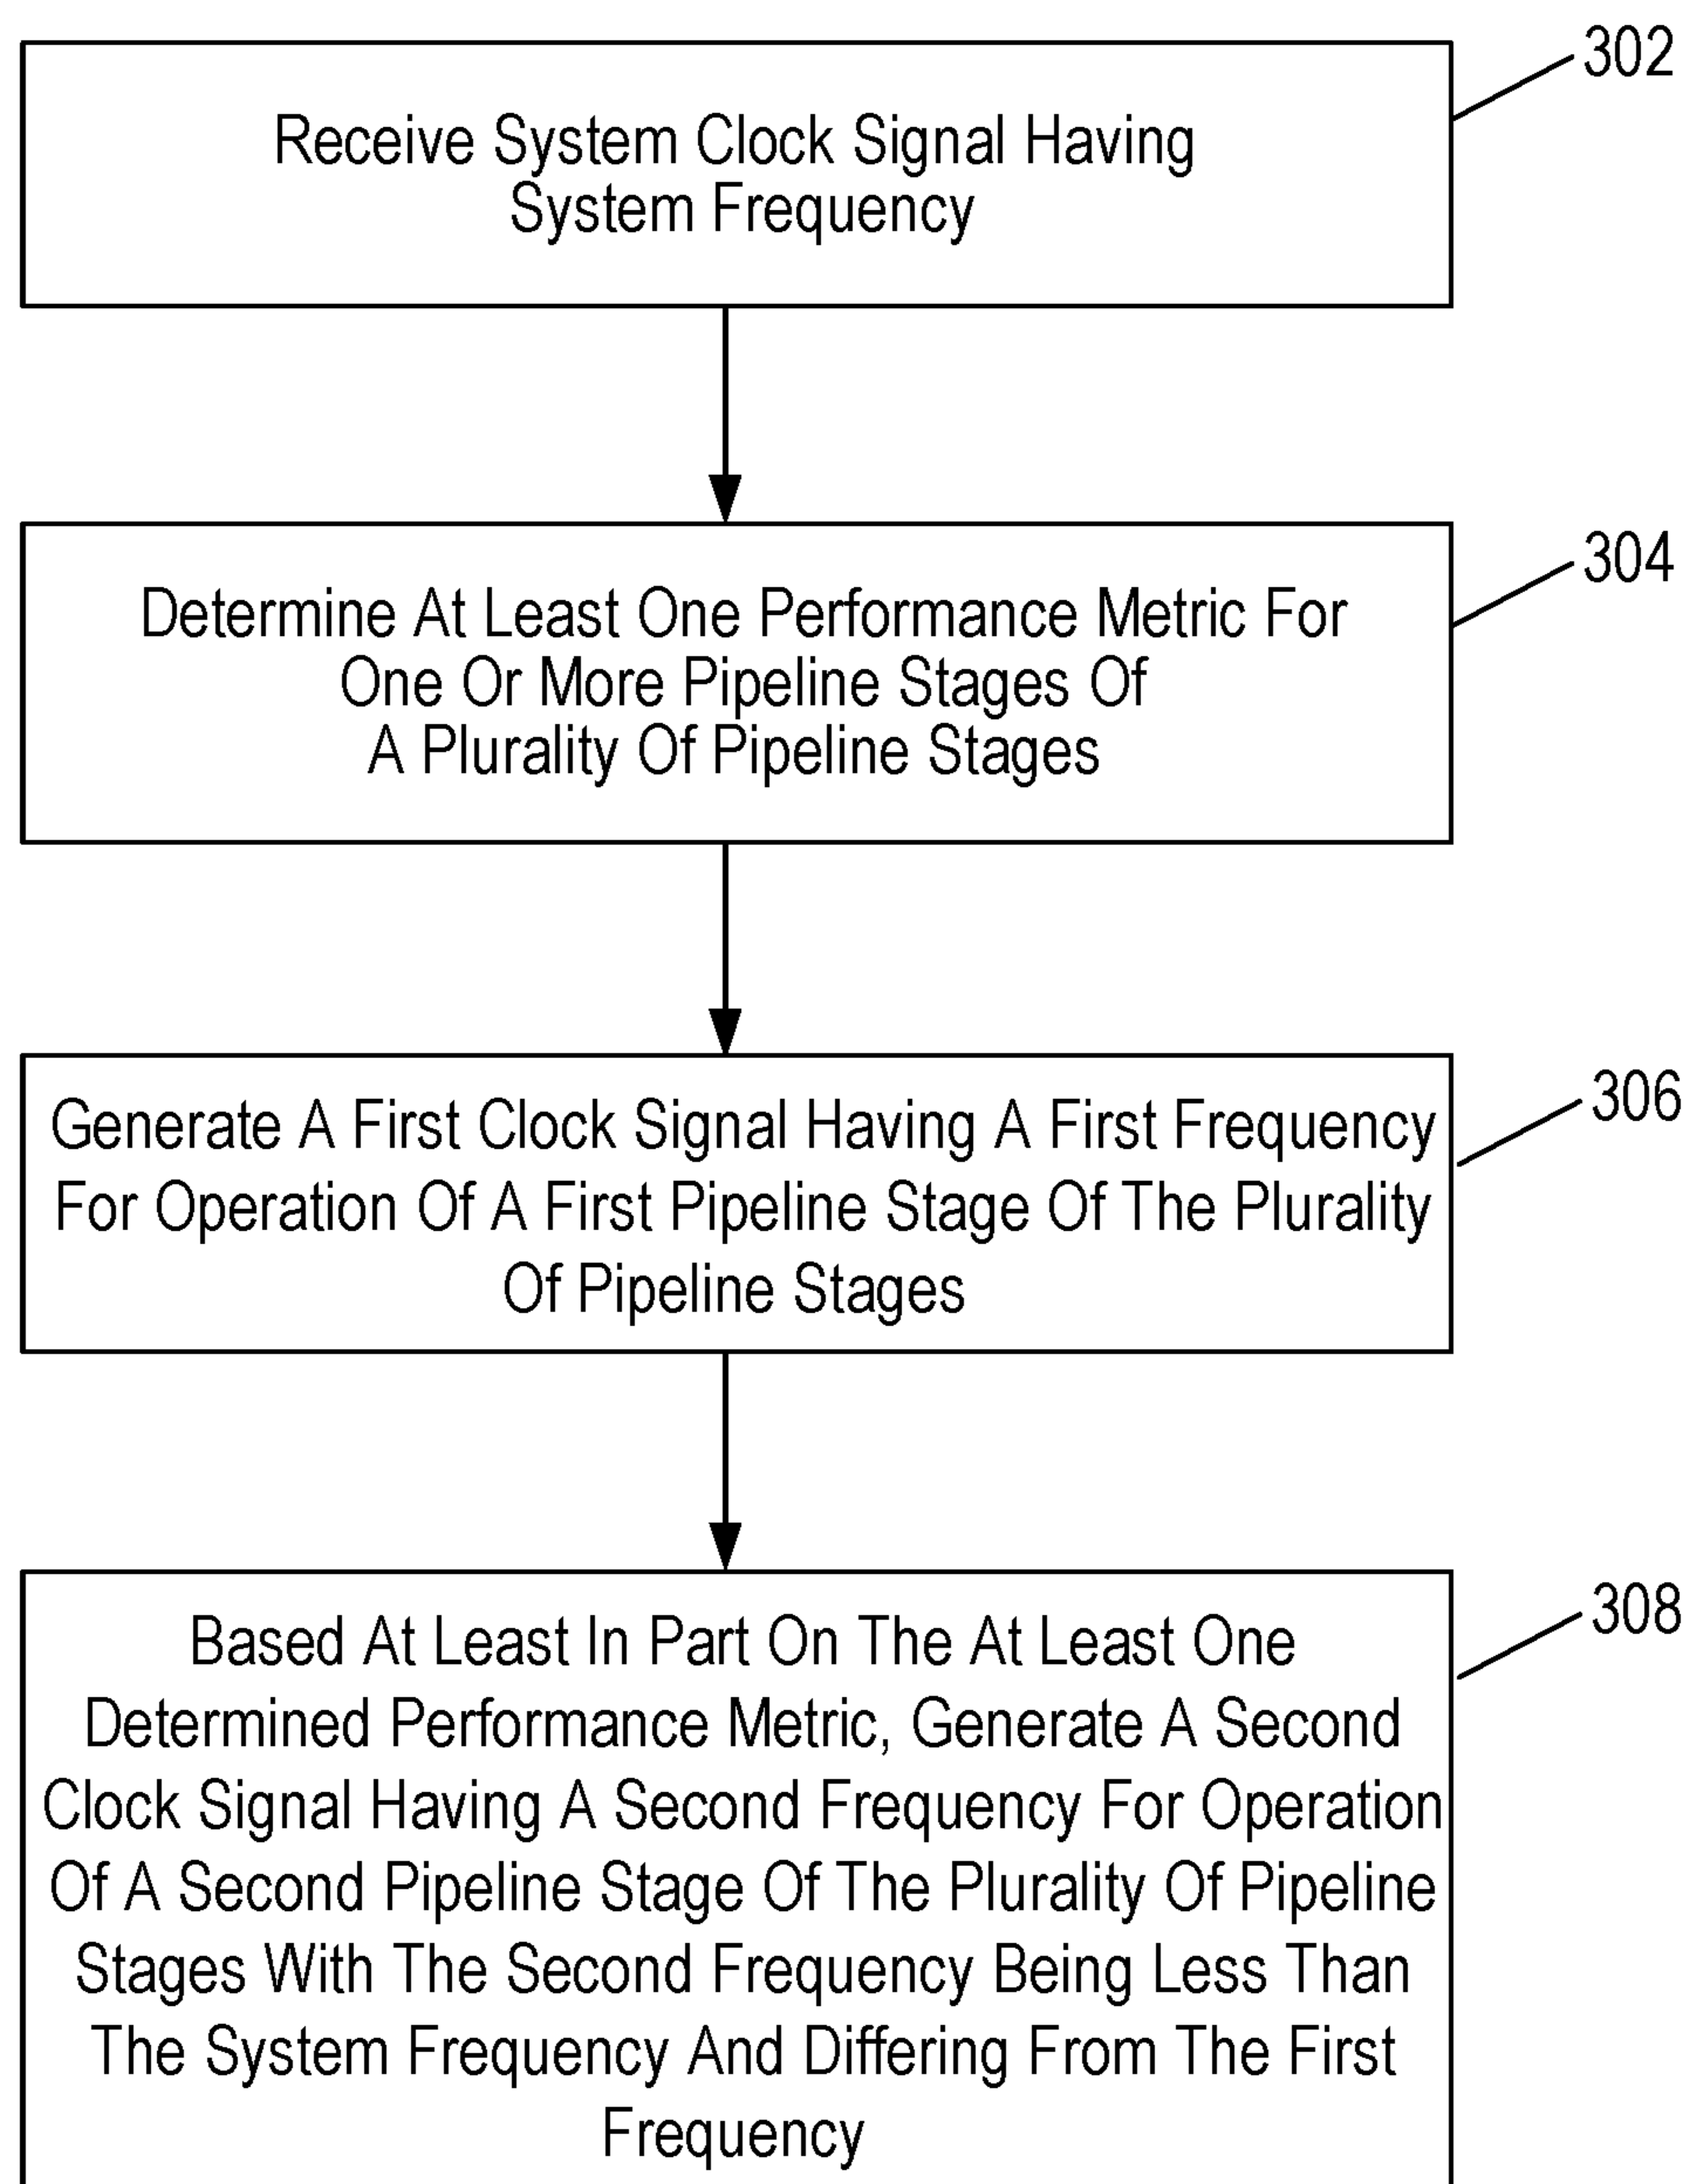 302
Receive System Clock Signal Having
System Frequency
304
Determine At Least One Performance Metric For
One Or More Pipeline Stages Of
A Plurality Of Pipeline Stages
306
Generate A First Clock Signal Having A First Frequency
For Operation Of A First Pipeline Stage Of The Plurality
Of Pipeline Stages
308
Based At Least In Part On The At Least One
Determined Performance Metric, Generate A Second
Clock Signal Having A Second Frequency For Operation
Of A Second Pipeline Stage Of The Plurality Of Pipeline
Stages With The Second Frequency Being Less Than
The System Frequency And Differing From The First
Frequency